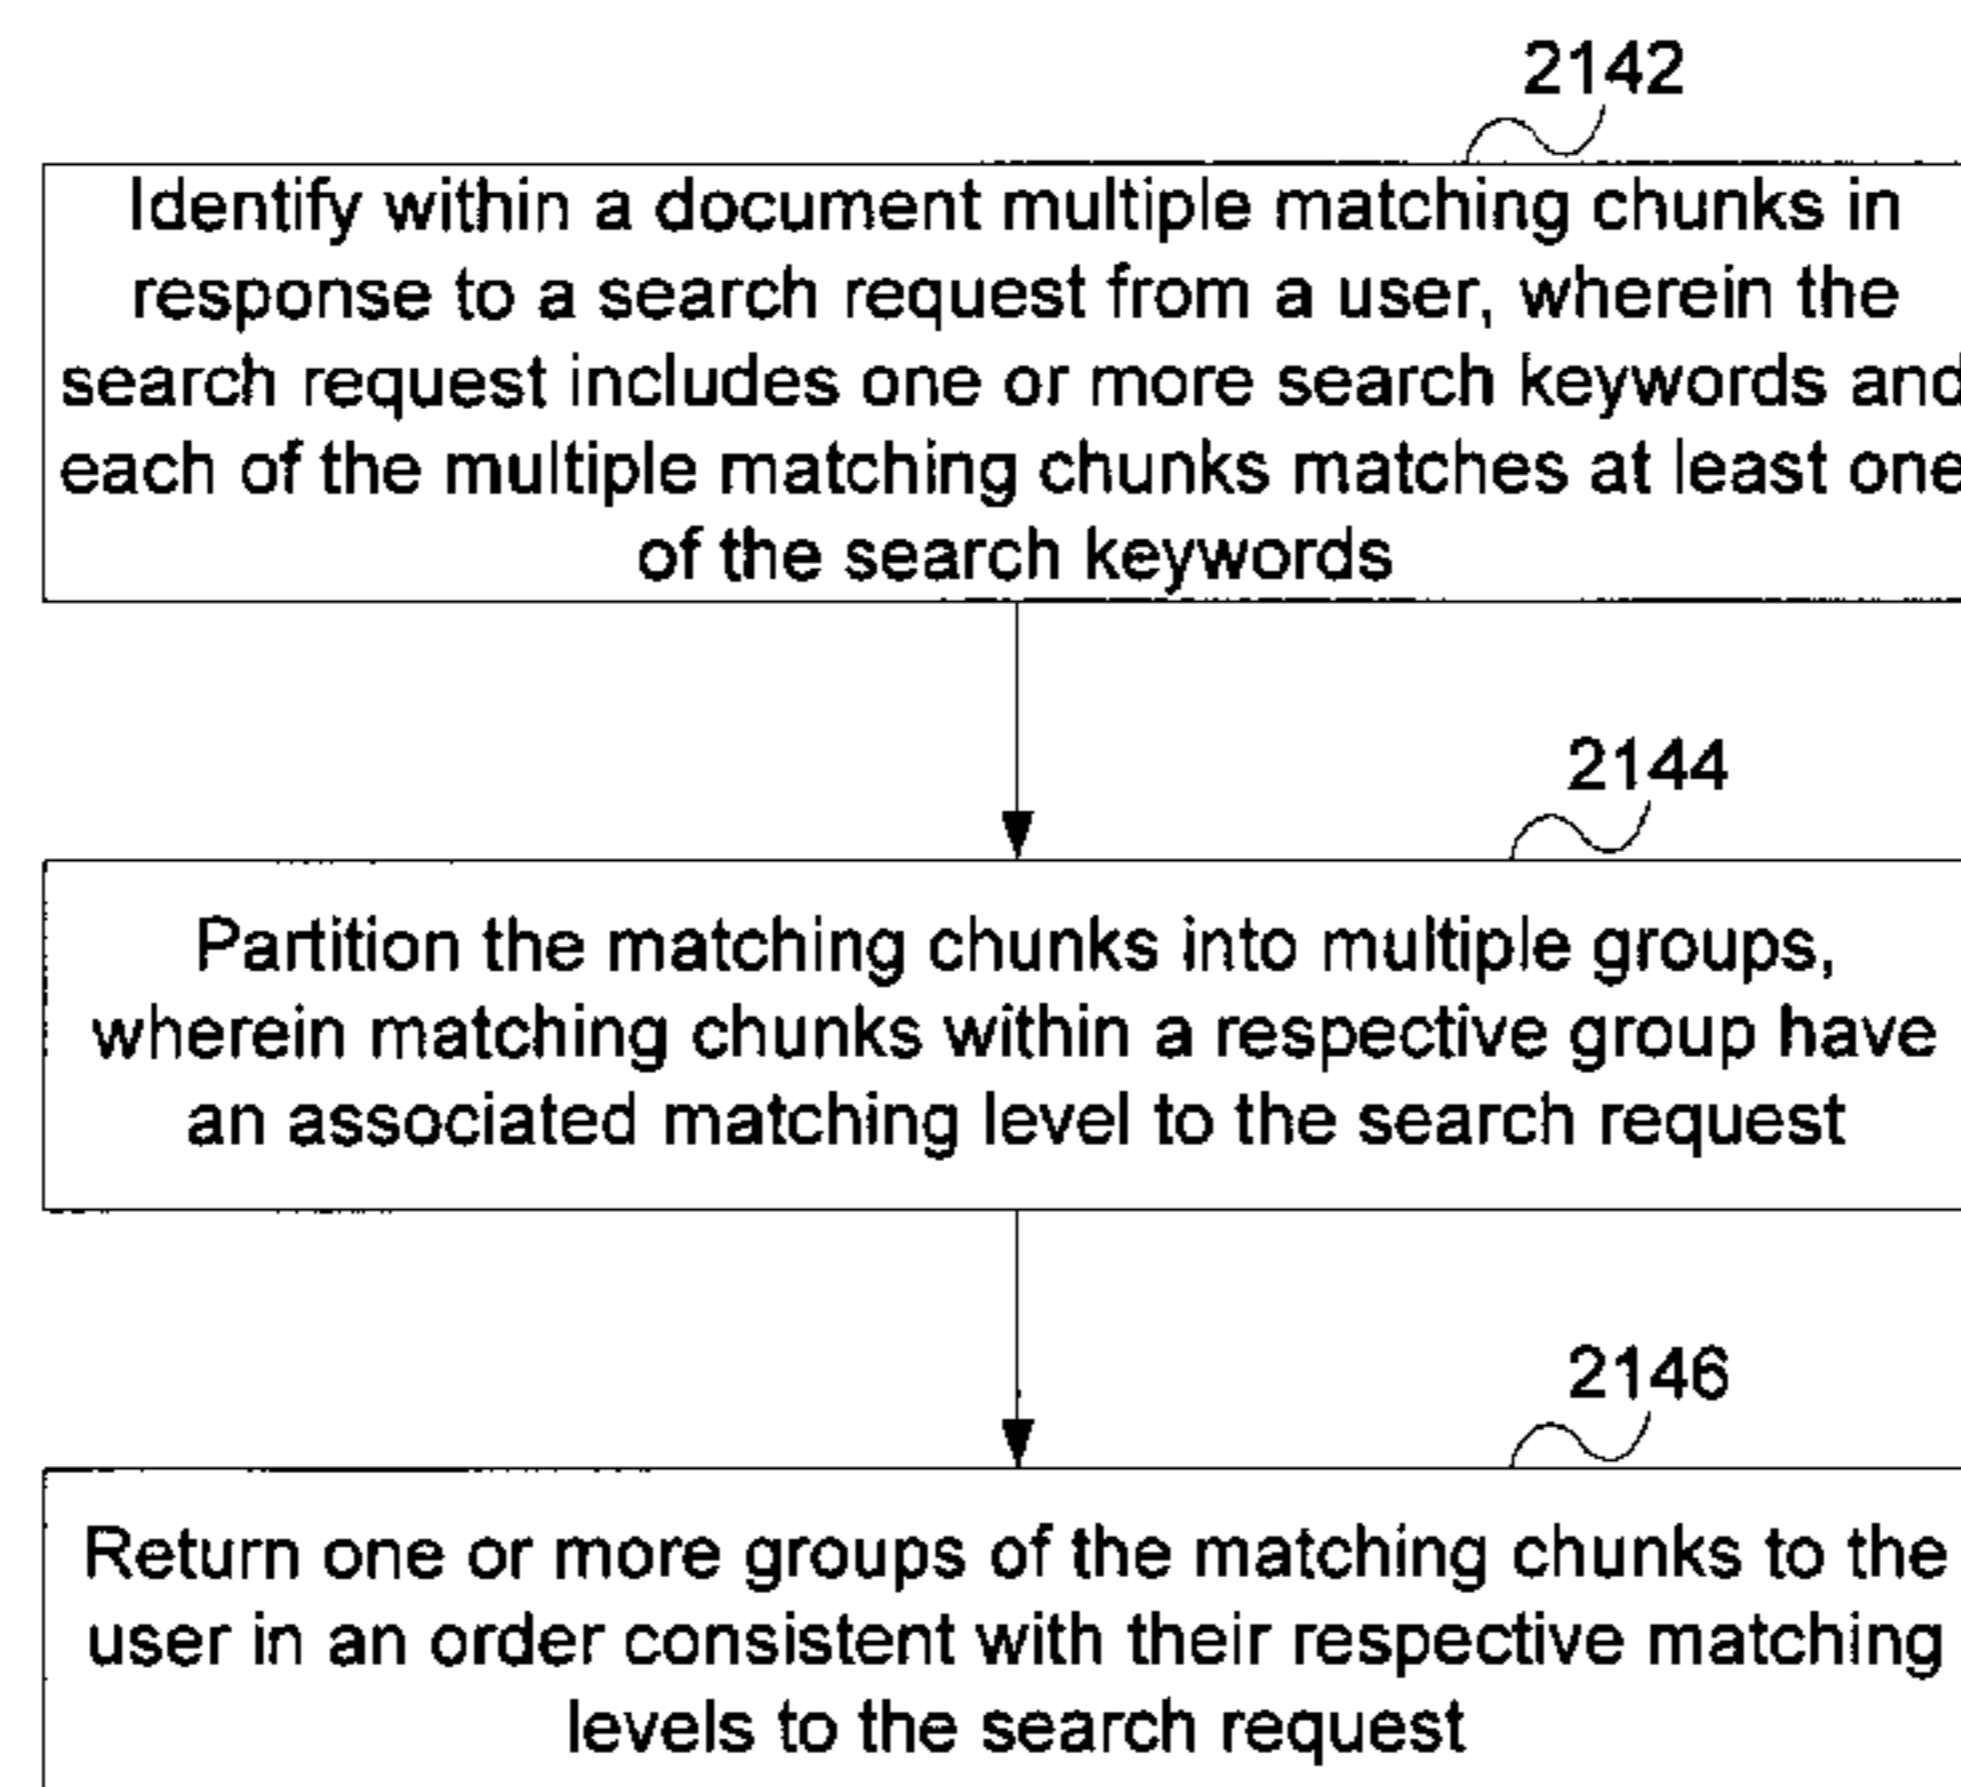 2142
Identify within a document multiple matching chunks in
response to a search request from a user, wherein the
search request includes one or more search keywords and
each of the multiple matching chunks matches at least one
of the search keywords
2144
Partition the matching chunks into multiple groups,
wherein matching chunks within a respective group have
an associated matching level to the search request
2146
Return one or more groups of the matching chunks to the
user in an order consistent with their respective matching
levels to the search request